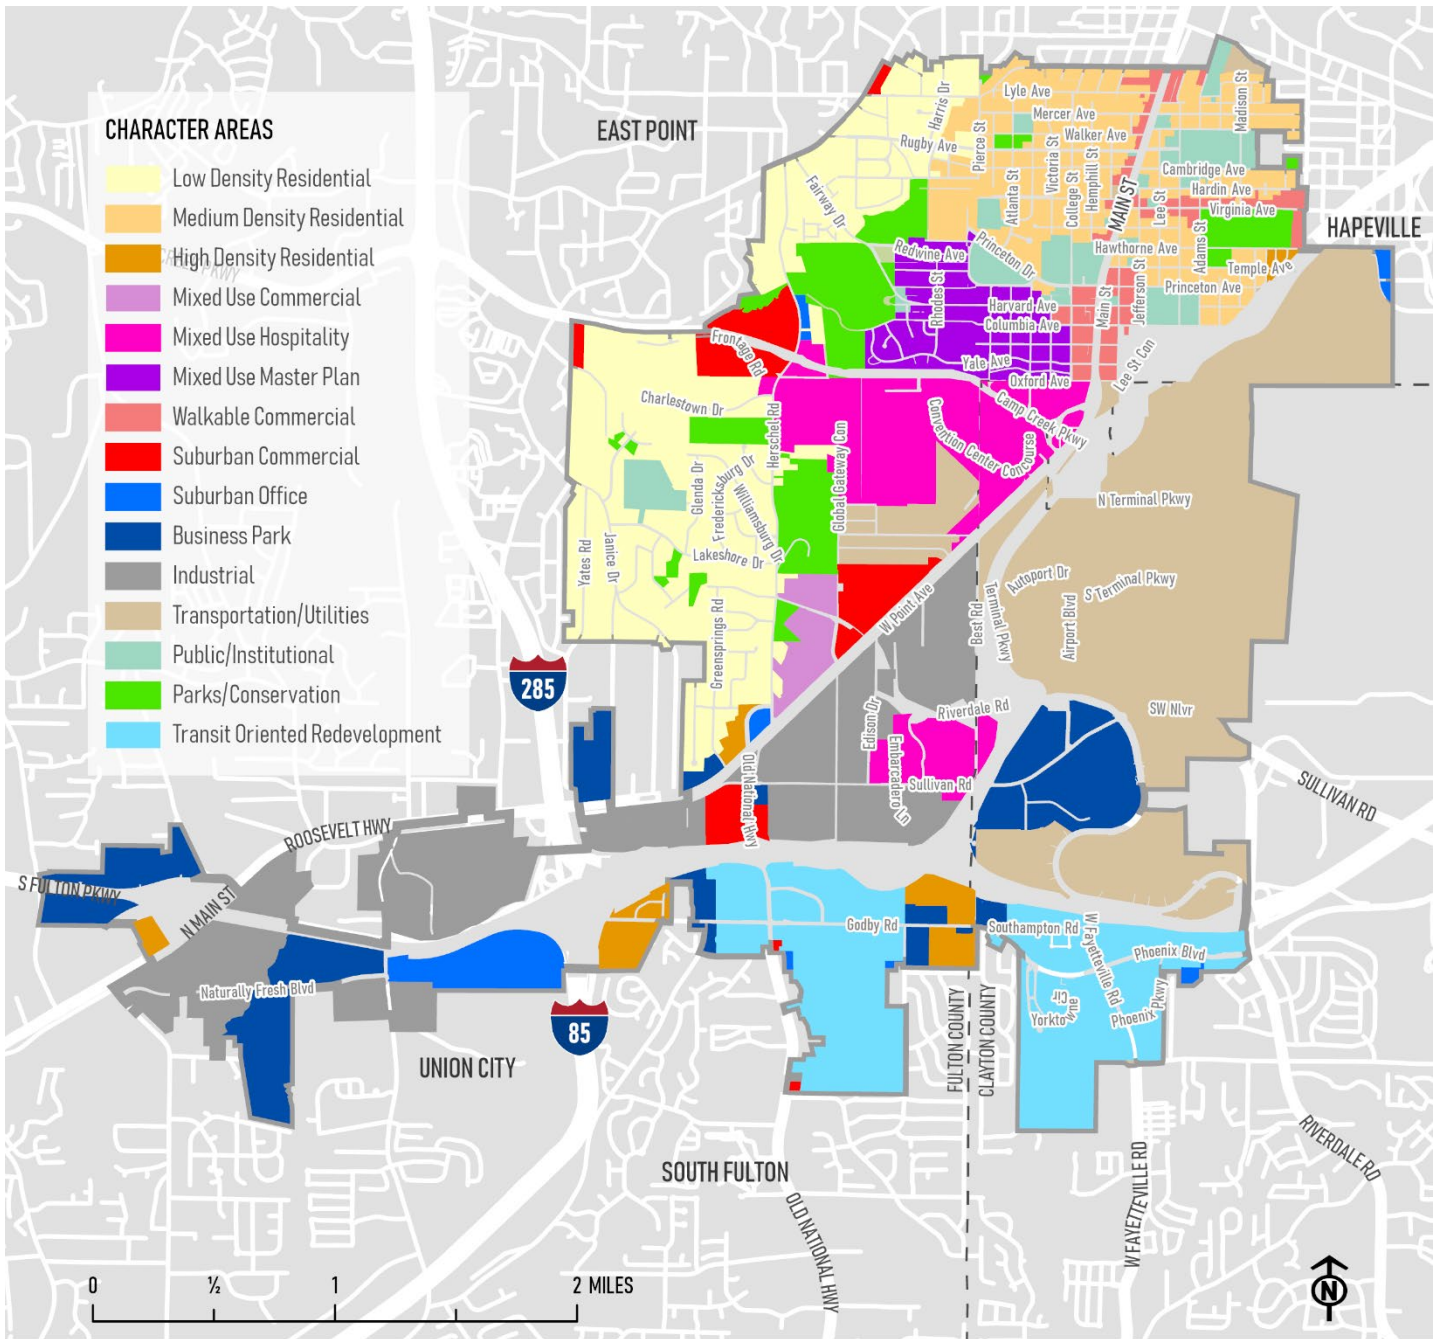 CHARACTER AREAS
Low Density Residential
Medium Density Residential
High Density Residential
Mixed Use Commercial
Mixed Use Hospitality
Mixed Use Master Plan
Walkable Commercial
Suburban Commercial
Suburban Office
Business Park
Industrial
Transportation/Utilities
Public/Institutional
Parks/Conservation
Transit Oriented Redevelopment
EAST POINT
HAPEVILLE
Harris Dr
Lyle Ave
Madison St
Mercer Ave
Rugby Ave
Pierce St
Walker Ave
Victoria St
Hemphill St
College St
Atlanta St
Cambridge Ave
Hardin Ave
Fairway Dr
MAIN ST
Lee St
Virginia Ave
Adams St
Redwine Ave
Princeton Dr
Hawthorne Ave
Temple Ave
Princeton Ave
Rhodes St
Harvard Ave
Main St
Jefferson St
Columbia Ave
Yale Ave
Oxford Ave
Lee St Con
Frontage Rd
Charlestown Dr
Herschel Rd
Camp Creek Pkwy
Convention Center Concourse
Global Gateway Con
Glenda Dr
Fredericksburg Dr
Williamsburg Dr
N Terminal Pkwy
Yates Rd
Janice Dr
Lakeshore Dr
Autoport Dr
S Terminal Pkwy
Greensprings Rd
W Point Ave
Best Rd
Terminal Pkwy
Airport Blvd
285
Riverdale Rd
SW Nlvr
Edison Dr
Embarcadero Ln
Sullivan Rd
Old National Hwy
SULLIVAN RD
ROOSEVELT HWY
S FULTON PKWY
N MAIN ST
Godby Rd
Southampton Rd
W Fayetteville Rd
Phoenix Blvd
Naturally Fresh Blvd
Yorktowne
Cir
Phoenix Pkwy
85
UNION CITY
FULTON COUNTY
CLAYTON COUNTY
SOUTH FULTON
OLD NATIONAL HWY
W FAYETTEVILLE RD
RIVERDALE RD
0 ½ 1 2 MILES
N